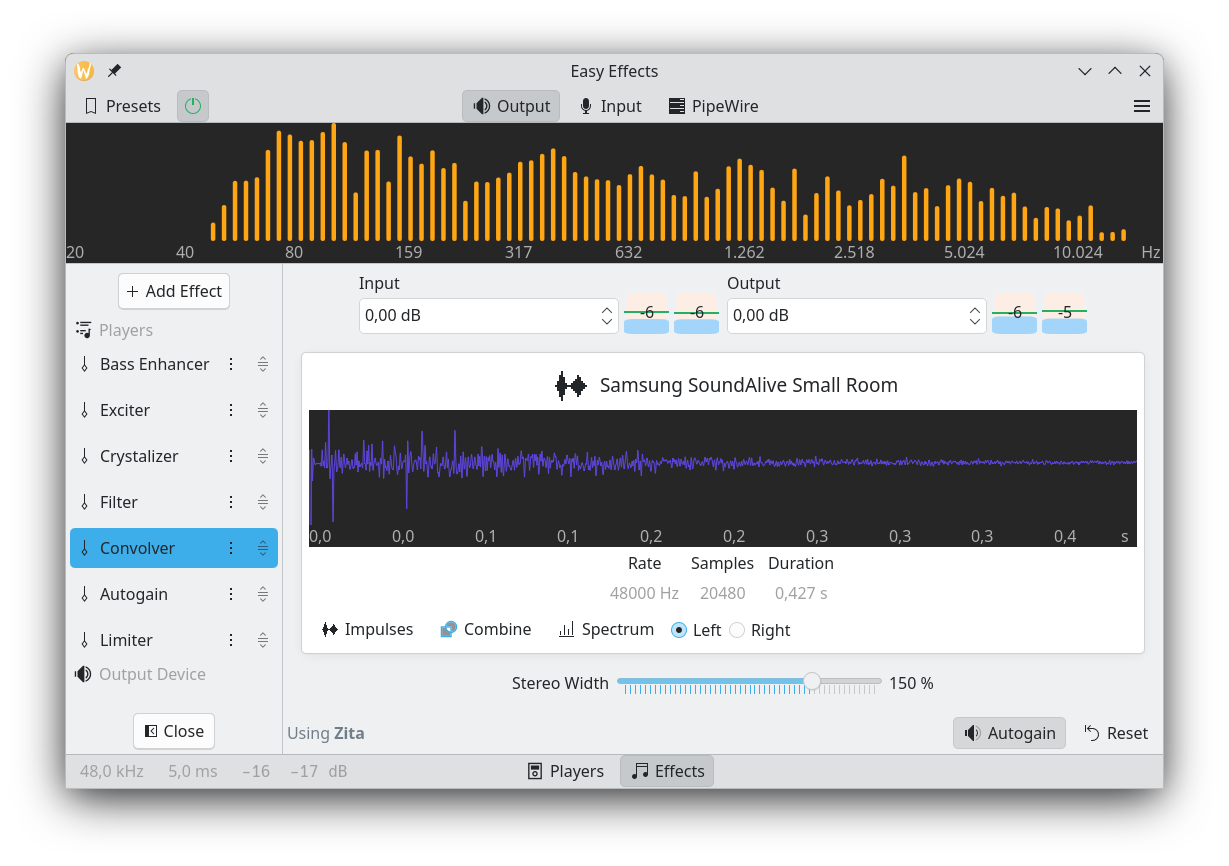 W
Easy Effects
Presets
Output Input PipeWire
20 40 80 159 317 632 1.262 2.518 5.024 10.024 Hz
+ Add Effect
Players
Bass Enhancer
Exciter
Crystalizer
Filter
Convolver
Autogain
Limiter
Output Device
Close
Input
0,00 dB
-6 -6
Output
0,00 dB
-6 -5
Samsung SoundAlive Small Room
0,0 0,0 0,1 0,1 0,2 0,2 0,3 0,3 0,3 0,4 s
Rate Samples Duration
48000 Hz 20480 0,427 s
Impulses Combine Spectrum Left Right
Stereo Width 150 %
Using Zita
Autogain Reset
48,0 kHz 5,0 ms −16 −17 dB
Players Effects